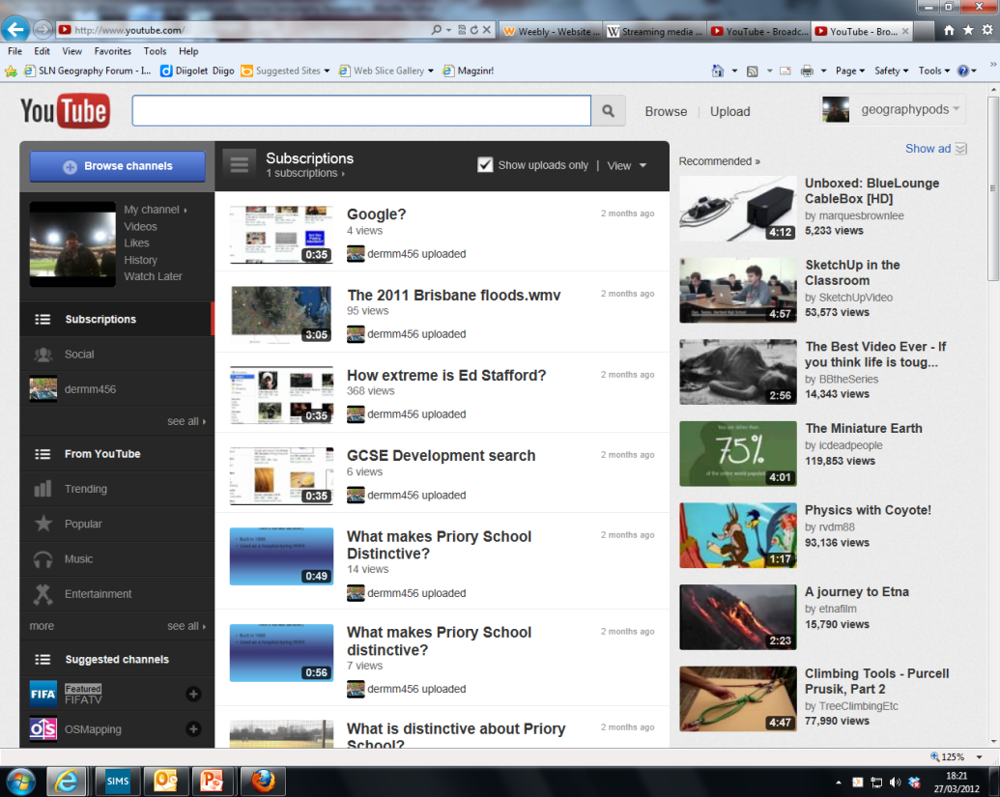 http://www.youtube.com/
Weebly - Website ...
Streaming media ...
YouTube - Broadc...
YouTube - Bro...
File Edit View Favorites Tools Help
SLN Geography Forum - I...
Diigolet
Diigo
Suggested Sites
Web Slice Gallery
Magzinr!
Page
Safety
Tools
YouTube
Browse | Upload
geographypods
Browse channels
My channel
Videos
Likes
History
Watch Later
Subscriptions
Social
dermm456
see all
From YouTube
Trending
Popular
Music
Entertainment
more see all
Suggested channels
FIFA
Featured
FIFATV
OS
OSMapping
Subscriptions
1 subscriptions
Show uploads only | View
Google?
2 months ago
4 views
dermm456 uploaded
0:35
The 2011 Brisbane floods.wmv
2 months ago
95 views
dermm456 uploaded
3:05
How extreme is Ed Stafford?
2 months ago
368 views
dermm456 uploaded
0:35
GCSE Development search
2 months ago
6 views
dermm456 uploaded
0:35
What makes Priory School
Distinctive?
2 months ago
14 views
dermm456 uploaded
0:49
What makes Priory School
distinctive?
2 months ago
7 views
dermm456 uploaded
0:56
What is distinctive about Priory
School?
2 months ago
Show ad
Recommended »
Unboxed: BlueLounge
CableBox [HD]
by marquesbrownlee
5,233 views
4:12
SketchUp in the
Classroom
by SketchUpVideo
53,573 views
4:57
The Best Video Ever - If
you think life is toug...
by BBtheSeries
14,343 views
2:56
The Miniature Earth
by icdeadpeople
119,853 views
75%
4:01
Physics with Coyote!
by rvdm88
93,136 views
1:17
A journey to Etna
by etnafilm
15,790 views
2:23
Climbing Tools - Purcell
Prusik, Part 2
by TreeClimbingEtc
77,990 views
4:47
125%
SIMS
18:21
27/03/2012